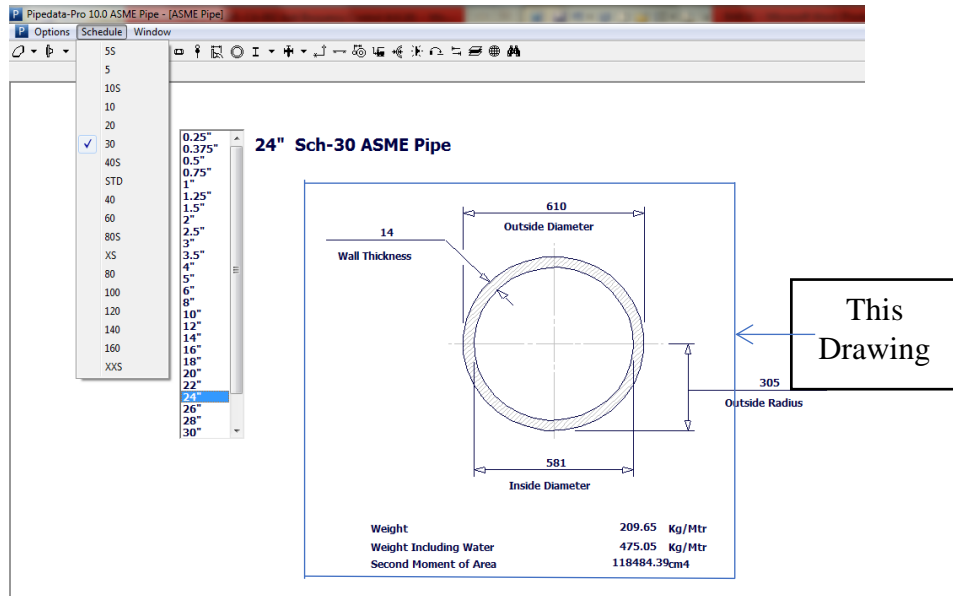 Pipedata-Pro 10.0 ASME Pipe - [ASME Pipe]
Options Schedule Window
5S
5
10S
10
20
30
40S
STD
40
60
80S
XS
80
100
120
140
160
XXS
0.25"
0.375"
0.5"
0.75"
1"
1.25"
1.5"
2"
2.5"
3"
3.5"
4"
5"
6"
8"
10"
12"
14"
16"
18"
20"
22"
24"
26"
28"
30"
24" Sch-30 ASME Pipe
610
Outside Diameter
14
Wall Thickness
305
Outside Radius
581
Inside Diameter
Weight 209.65 Kg/Mtr
Weight Including Water 475.05 Kg/Mtr
Second Moment of Area 118484.39cm4
This
Drawing